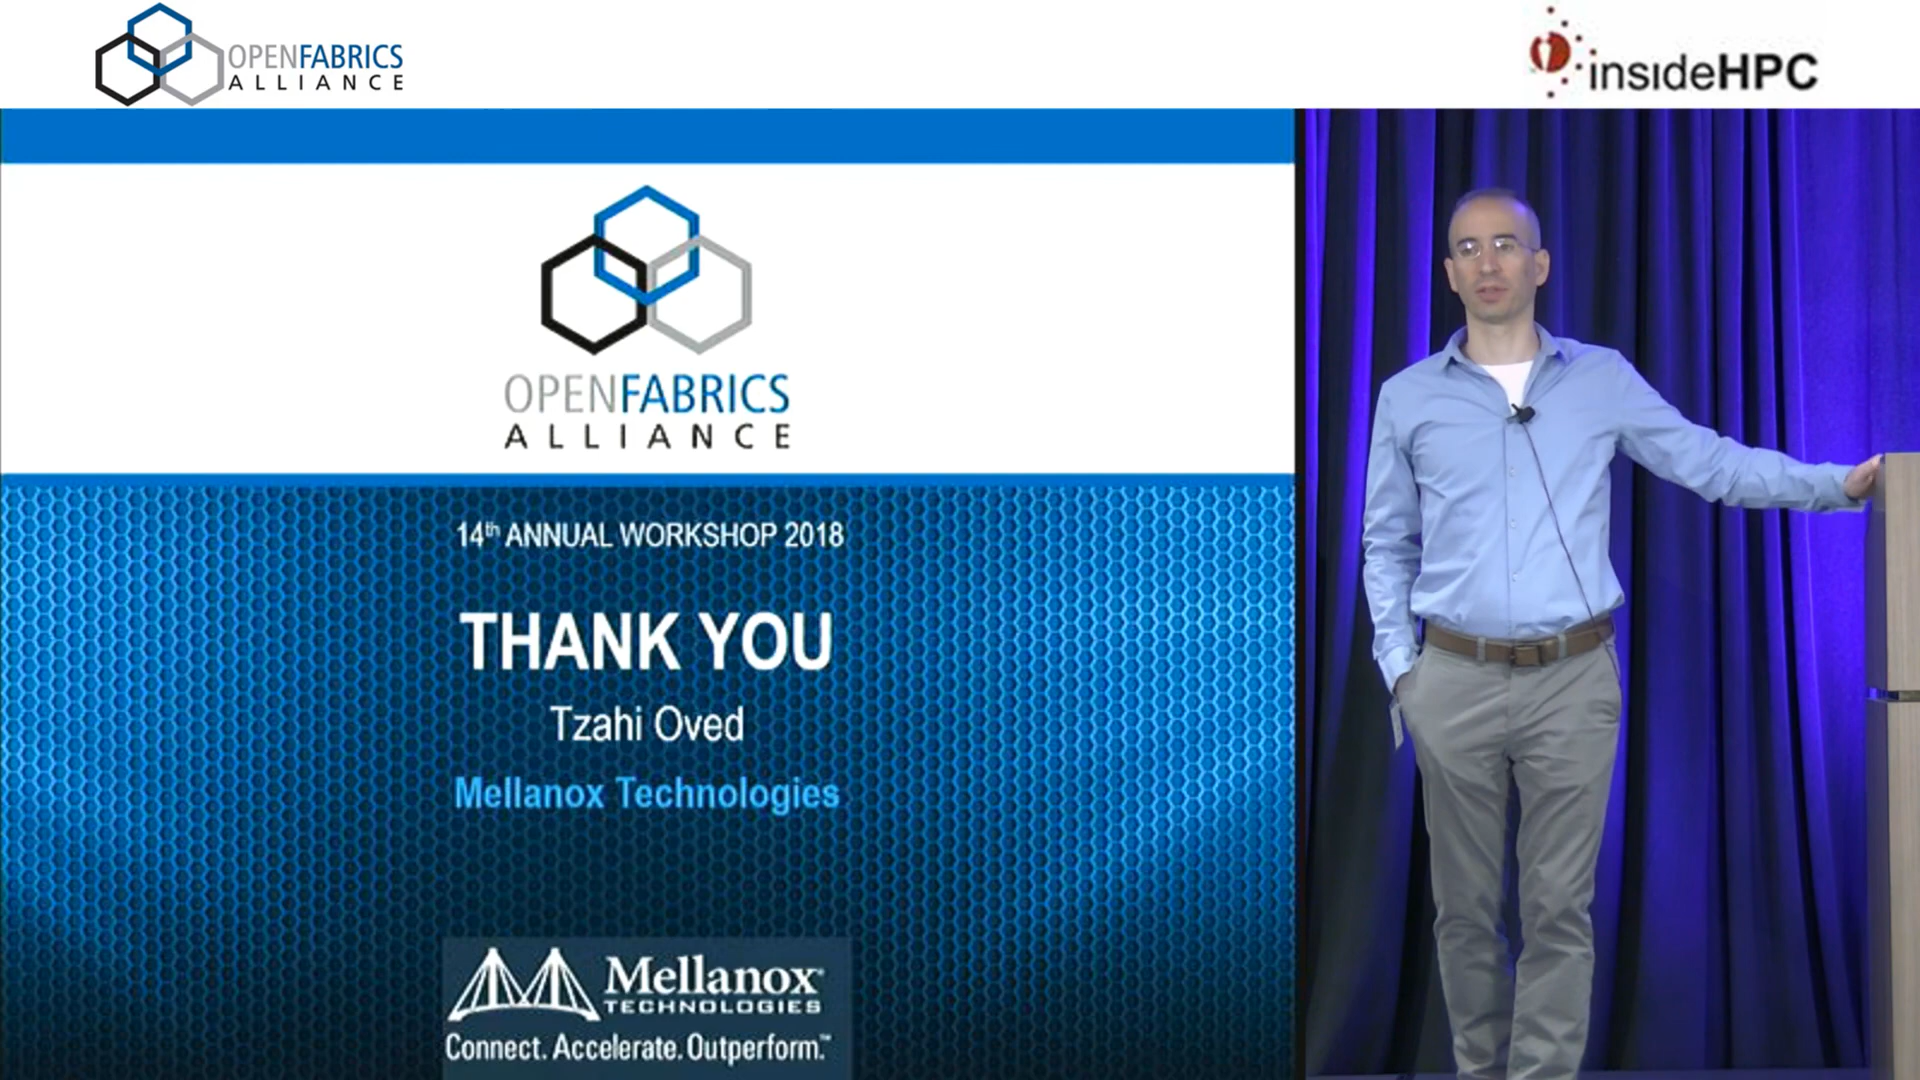 OPENFABRICS
ALLIANCE
insideHPC
OPENFABRICS
ALLIANCE
14th ANNUAL WORKSHOP 2018
THANK YOU
Tzahi Oved
Mellanox Technologies
Mellanox®
TECHNOLOGIES
Connect. Accelerate. Outperform.™